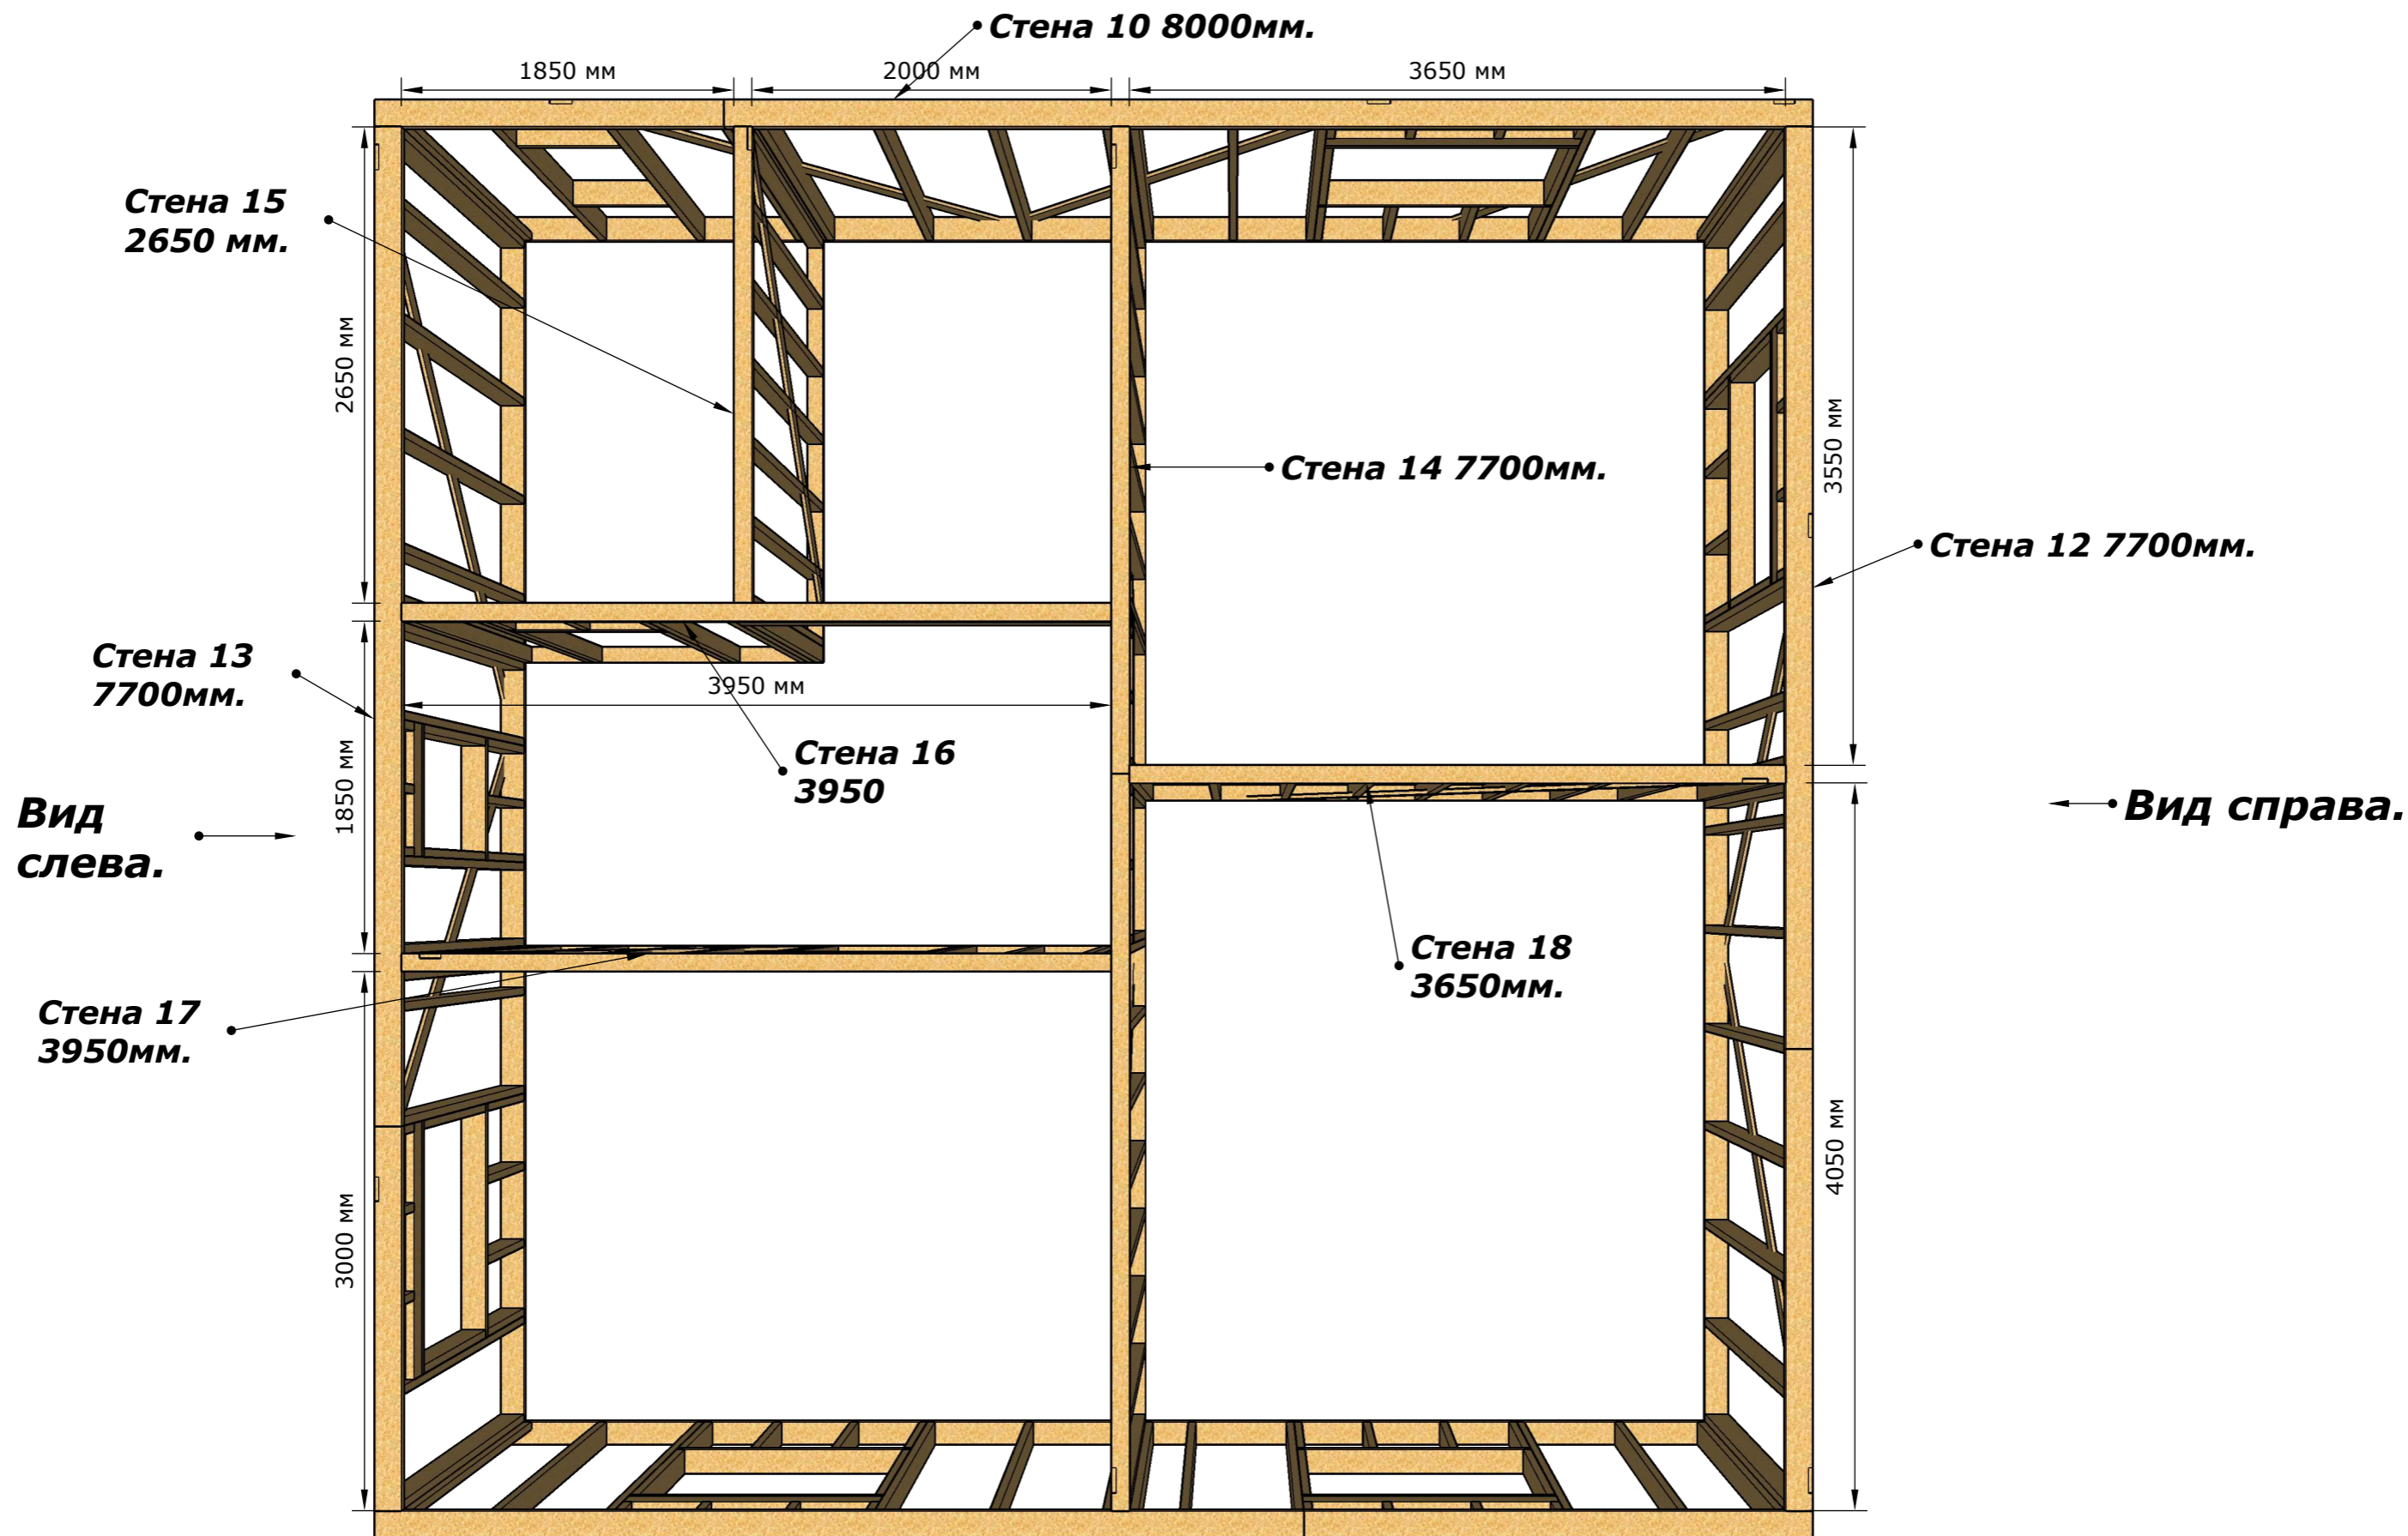 Стена 10 8000мм.
1850 мм
2000 мм
3650 мм
Стена 15
2650 мм.
2650 мм
3550 мм
Стена 14 7700мм.
Стена 12 7700мм.
Стена 13
7700мм.
3950 мм
Стена 16
3950
1850 мм
Вид
слева.
Вид справа.
Стена 18
3650мм.
Стена 17
3950мм.
3000 мм
4050 мм